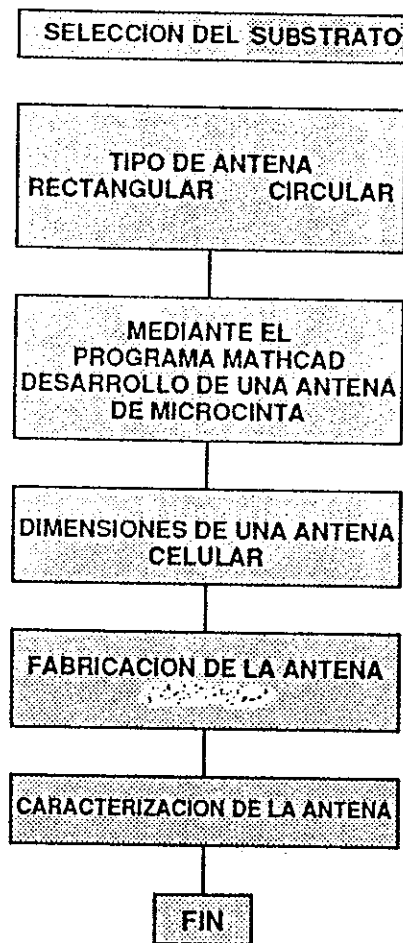 SELECCION DEL SUBSTRATO
TIPO DE ANTENA
RECTANGULAR CIRCULAR
MEDIANTE EL
PROGRAMA MATHCAD
DESARROLLO DE UNA ANTENA
DE MICROCINTA
DIMENSIONES DE UNA ANTENA
CELULAR
FABRICACION DE LA ANTENA
CARACTERIZACION DE LA ANTENA
FIN